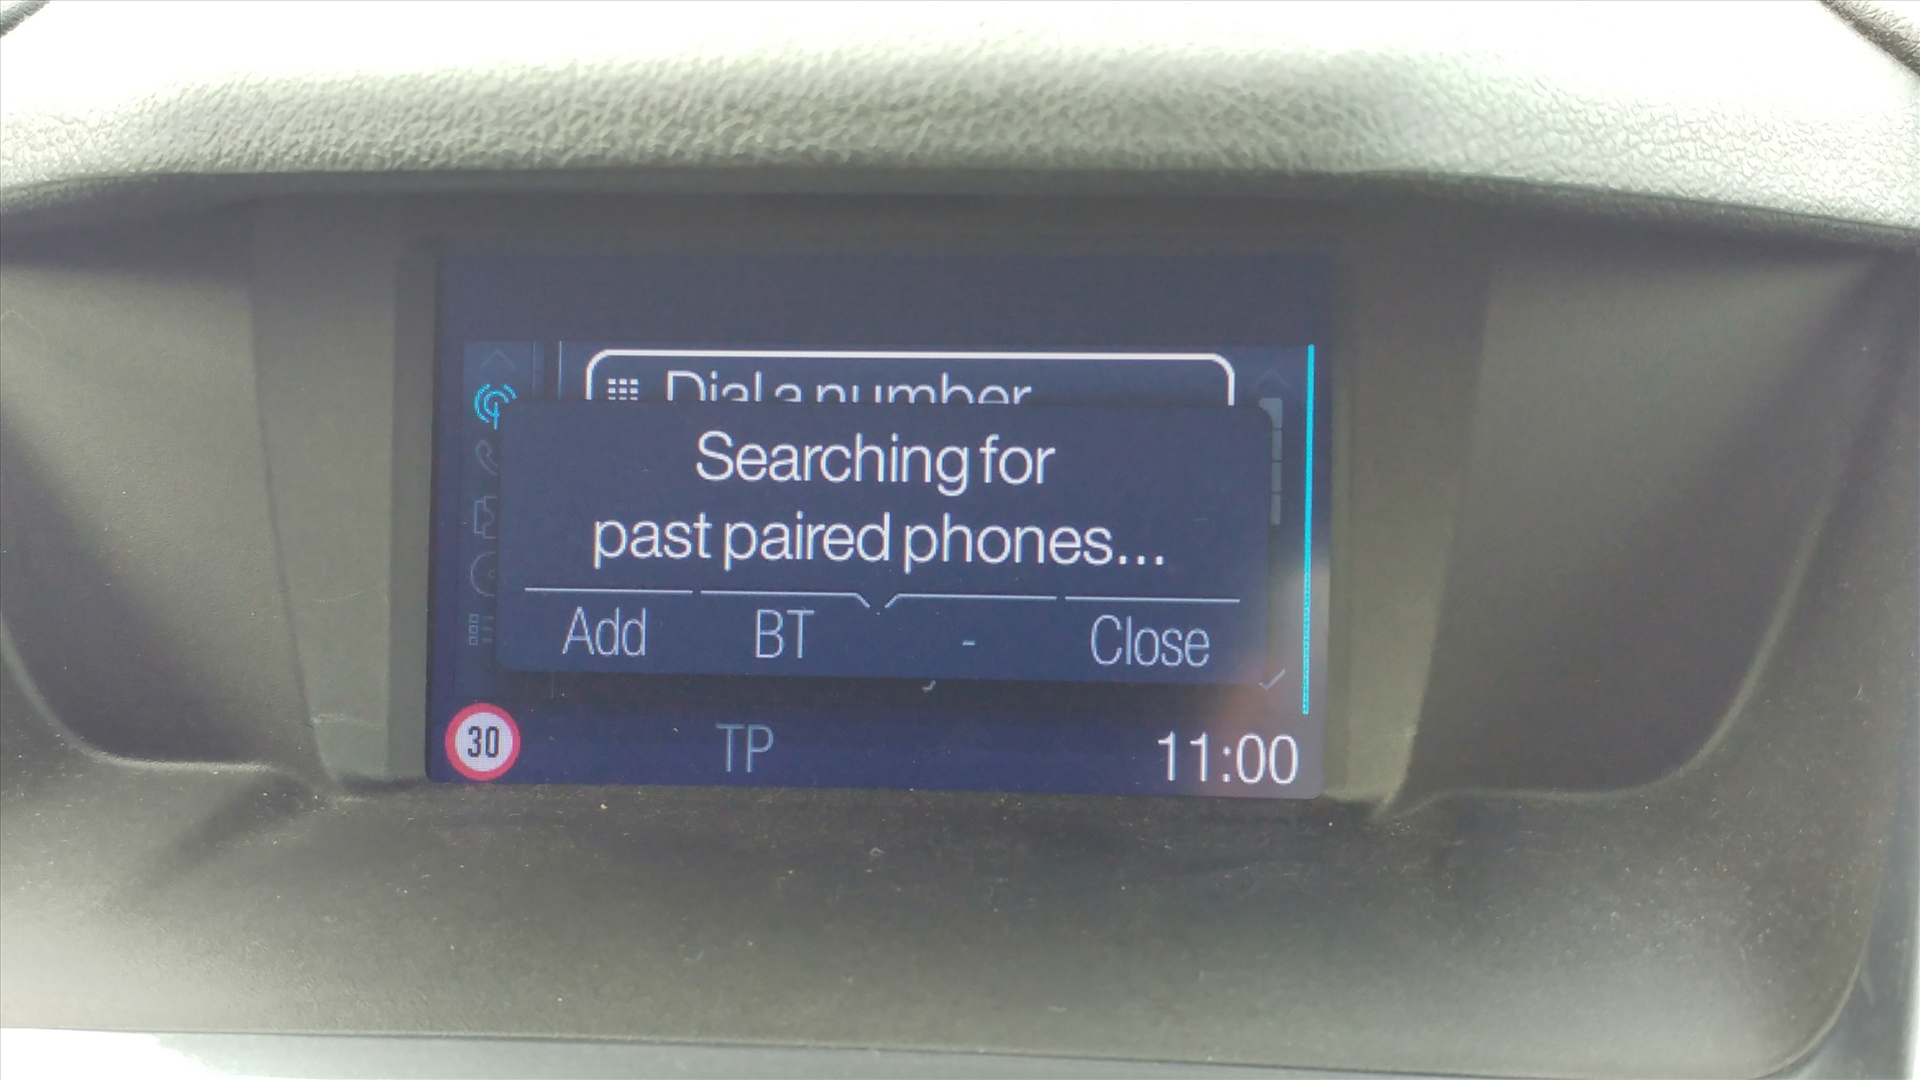 Dial a number
Searching for
past paired phones...
Add BT - Close
30 TP 11:00